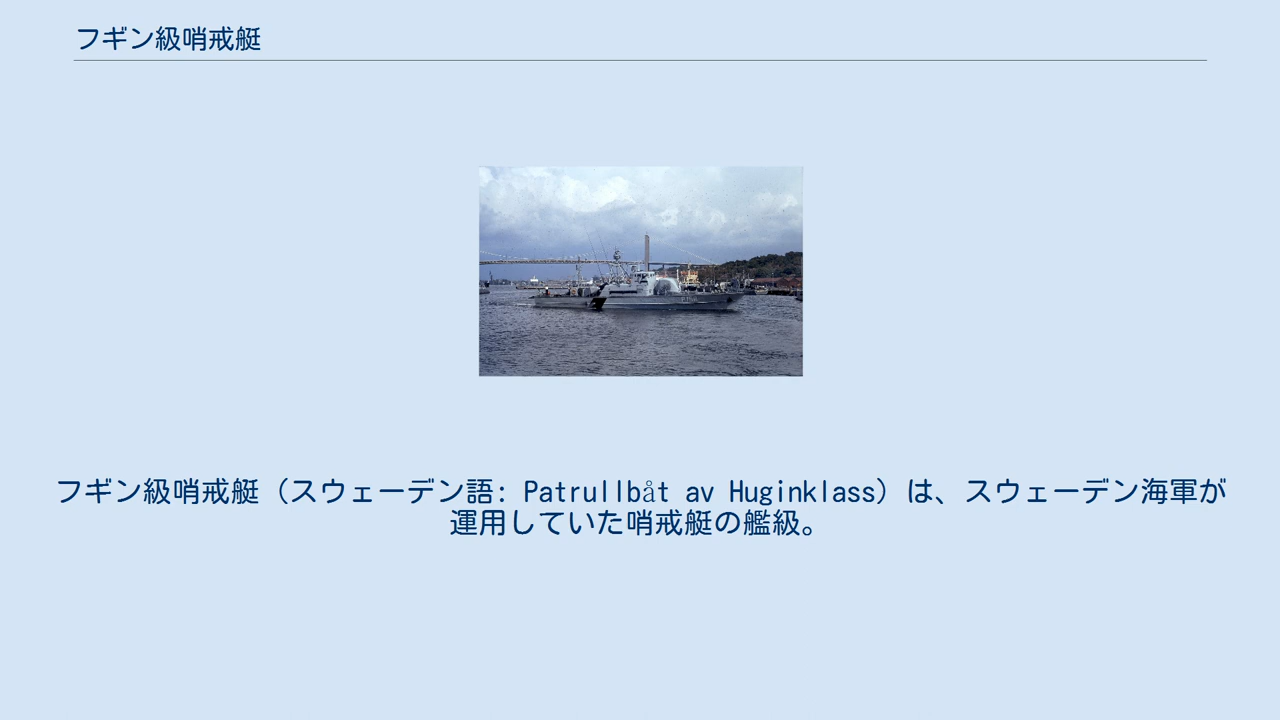 フギン級哨戒艇
フギン級哨戒艇（スウェーデン語: Patrullbåt av Huginklass）は、スウェーデン海軍が
運用していた哨戒艇の艦級。